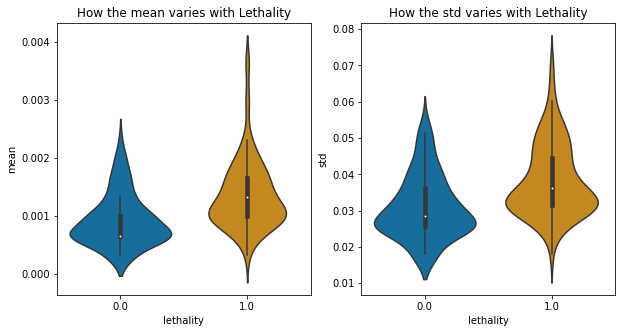 How the mean varies with Lethality
0.004
0.003
0.002
0.001
0.000
mean
0.0
1.0
lethality
How the std varies with Lethality
0.08
0.07
0.06
0.05
0.04
0.03
0.02
0.01
std
0.0
1.0
lethality